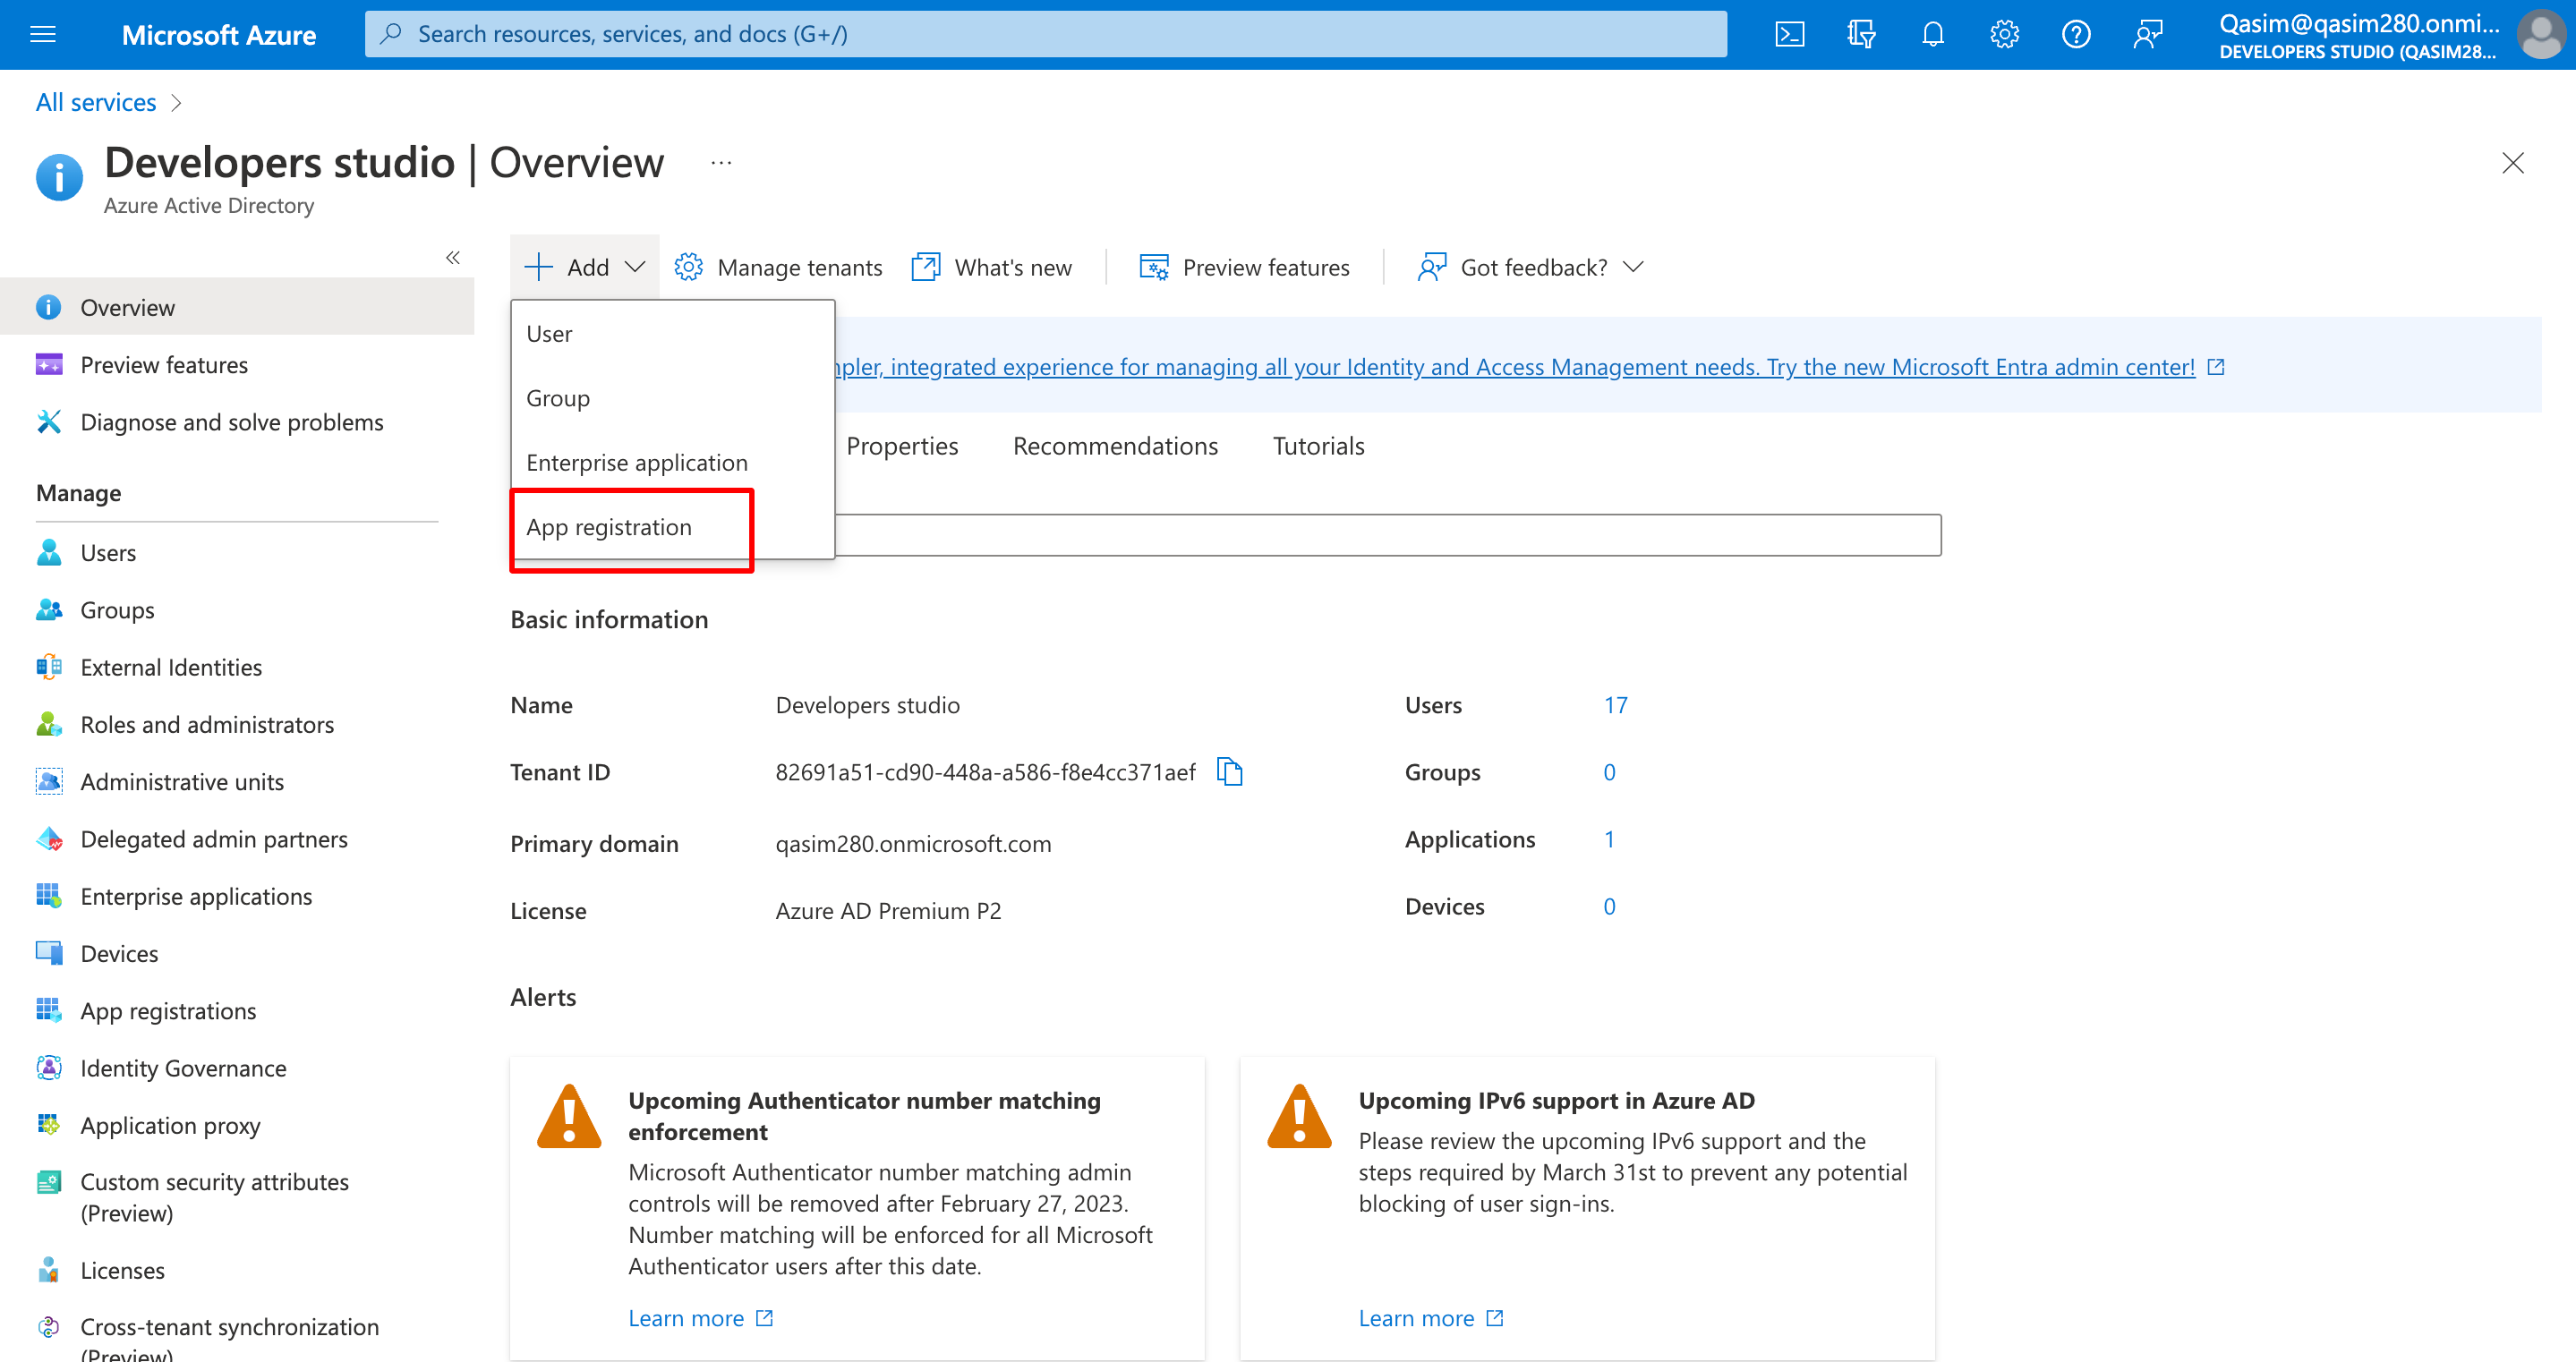 Microsoft Azure
Search resources, services, and docs (G+/)
Qasim@qasim280.onmi...
DEVELOPERS STUDIO (QASIM28...
All services
Developers studio | Overview
Azure Active Directory
Add
Manage tenants
What's new
Preview features
Got feedback?
User
Group
Enterprise application
App registration
integrated experience for managing all your Identity and Access Management needs. Try the new Microsoft Entra admin center!
Properties
Recommendations
Tutorials
Overview
Preview features
Diagnose and solve problems
Manage
Users
Groups
External Identities
Roles and administrators
Administrative units
Delegated admin partners
Enterprise applications
Devices
App registrations
Identity Governance
Application proxy
Custom security attributes
(Preview)
Licenses
Cross-tenant synchronization
(Preview)
Basic information
Name
Developers studio
Users
17
Tenant ID
82691a51-cd90-448a-a586-f8e4cc371aef
Groups
0
Primary domain
qasim280.onmicrosoft.com
Applications
1
License
Azure AD Premium P2
Devices
0
Alerts
Upcoming Authenticator number matching
enforcement
Microsoft Authenticator number matching admin
controls will be removed after February 27, 2023.
Number matching will be enforced for all Microsoft
Authenticator users after this date.
Learn more
Upcoming IPv6 support in Azure AD
Please review the upcoming IPv6 support and the
steps required by March 31st to prevent any potential
blocking of user sign-ins.
Learn more